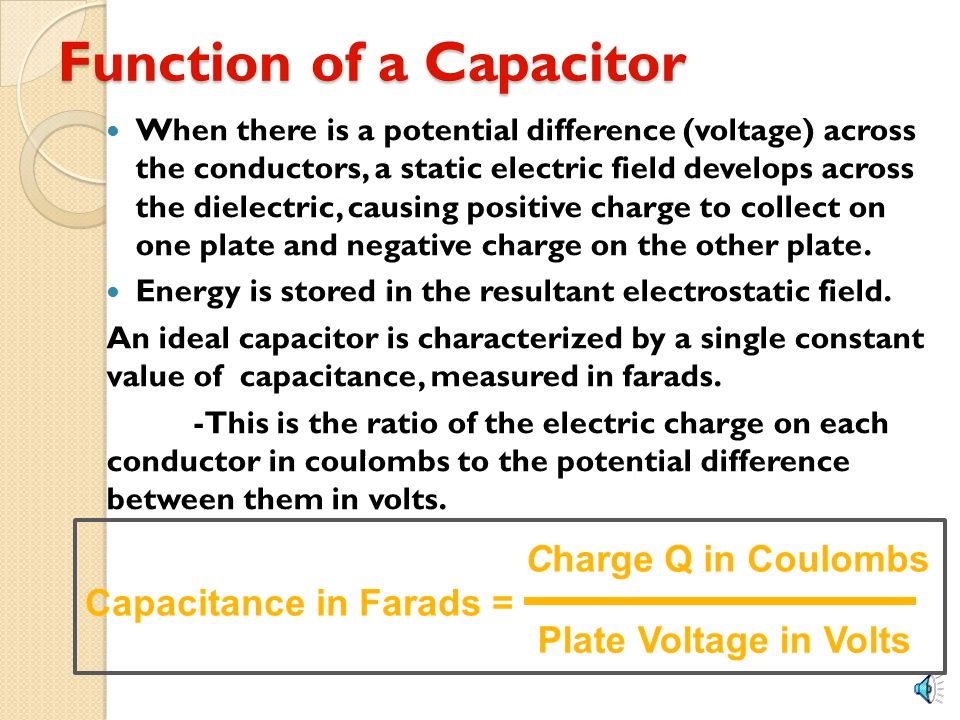 Function of a Capacitor
• When there is a potential difference (voltage) across
the conductors, a static electric field develops across
the dielectric, causing positive charge to collect on
one plate and negative charge on the other plate.
• Energy is stored in the resultant electrostatic field.
An ideal capacitor is characterized by a single constant
value of capacitance, measured in farads.
-This is the ratio of the electric charge on each
conductor in coulombs to the potential difference
between them in volts.
Charge Q in Coulombs
Capacitance in Farads =
Plate Voltage in Volts